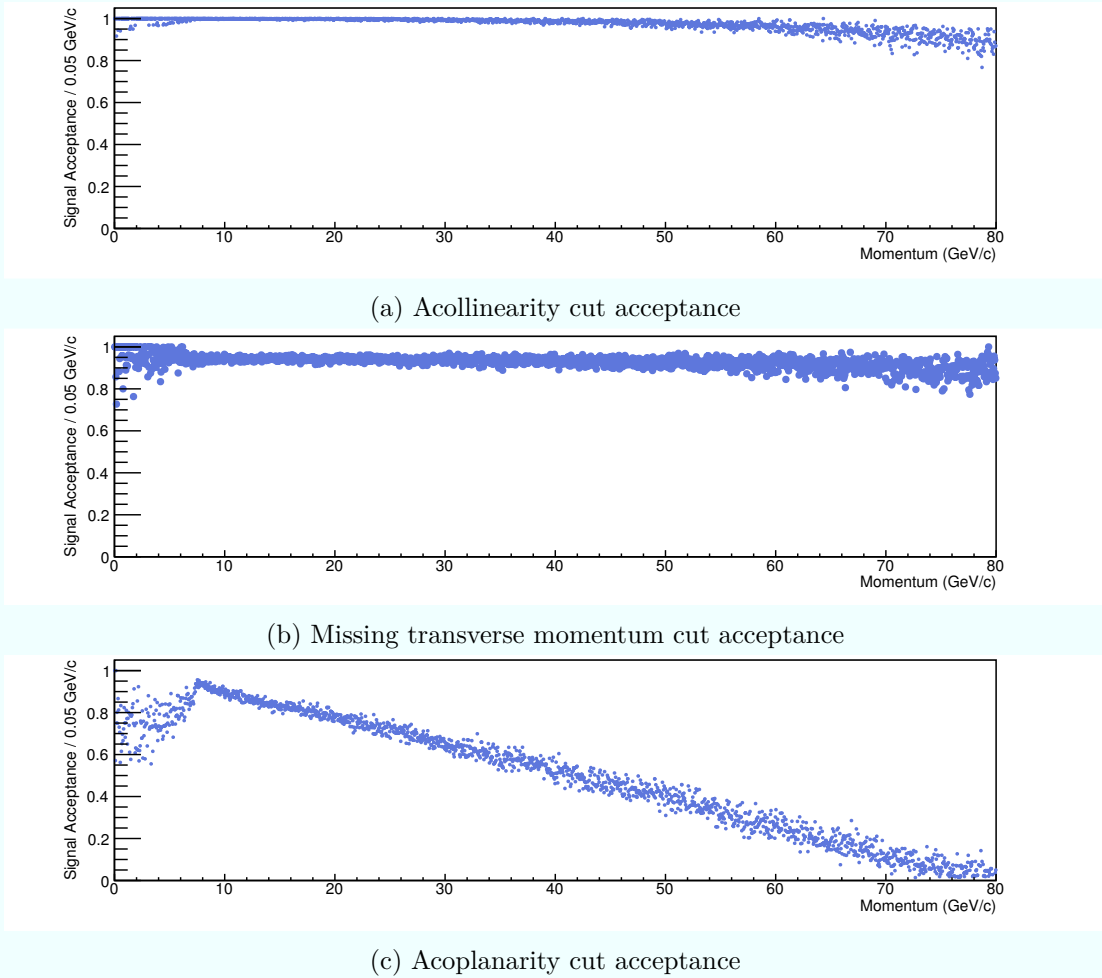 Signal Acceptance / 0.05 GeV/c
1
0.8
0.6
0.4
0.2
0
0 10 20 30 40 50 60 70 80
Momentum (GeV/c)
(a) Acollinearity cut acceptance
Signal Acceptance / 0.05 GeV/c
1
0.8
0.6
0.4
0.2
0
0 10 20 30 40 50 60 70 80
Momentum (GeV/c)
(b) Missing transverse momentum cut acceptance
Signal Acceptance / 0.05 GeV/c
1
0.8
0.6
0.4
0.2
0
0 10 20 30 40 50 60 70 80
Momentum (GeV/c)
(c) Acoplanarity cut acceptance